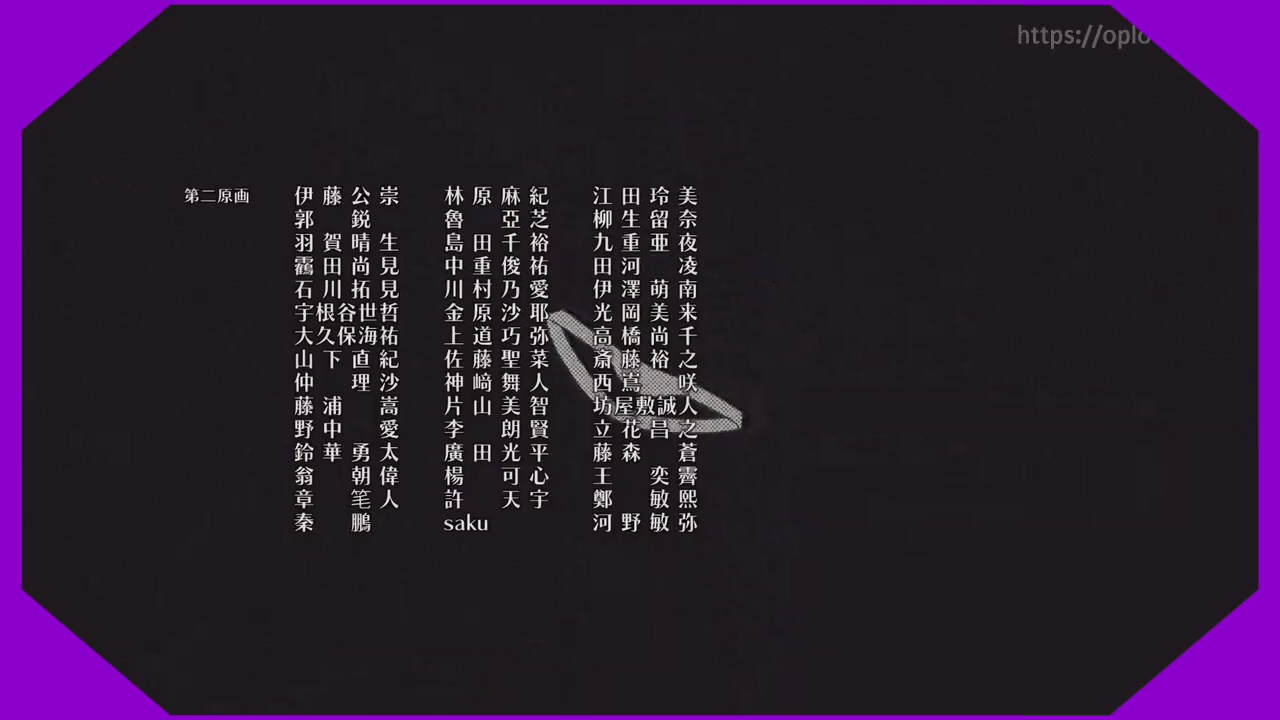 https://oplo
第二原画
伊藤公崇 林原麻紀 江田玲美
郭鋭 魯亞芝 柳生留奈
羽賀晴生 島田千裕 九重亜夜
靏田尚見 中重俊祐 田河凌
石川拓見 川村乃愛 伊澤萌南
宇根谷世哲 金原沙耶 光岡美来
大久保海祐 上道巧弥 高橋尚千
山下直紀 佐藤聖菜 斎藤裕之
仲理沙 神﨑舞人 西嶌咲
藤浦嵩 片山美智 坊屋敷誠人
野中愛 李朗賢 立花昌之
鈴華勇太 廣田光平 藤森蒼
翁朝偉 楊可心 王奕霽
章笔人 許天宇 鄭敏熙
秦鵬 saku 河野敏弥